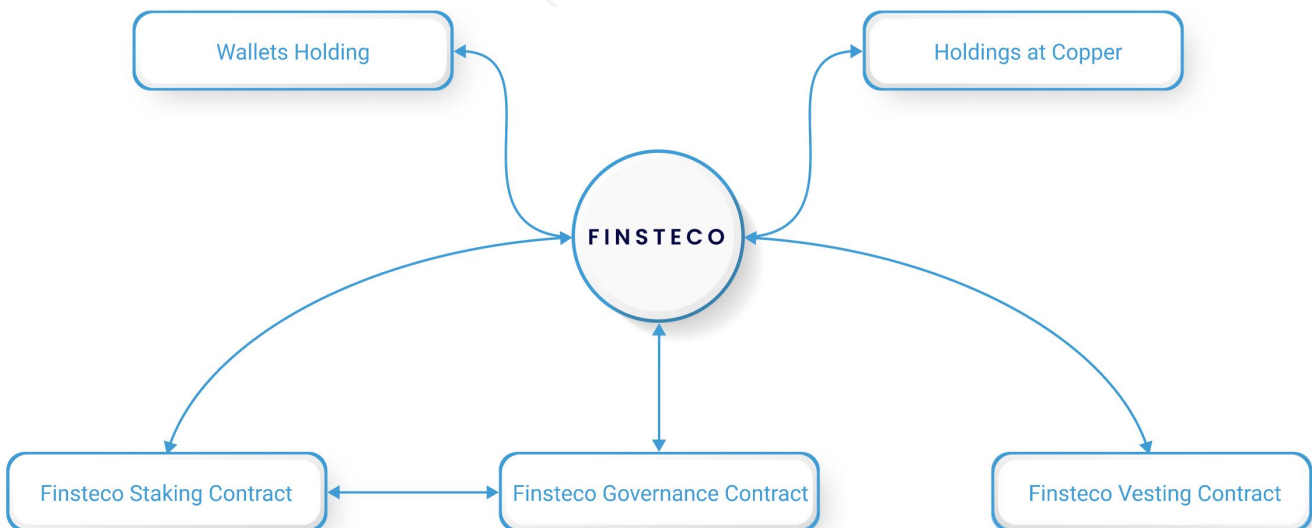 Wallets Holding
Holdings at Copper
FINSTECO
Finsteco Staking Contract
Finsteco Governance Contract
Finsteco Vesting Contract